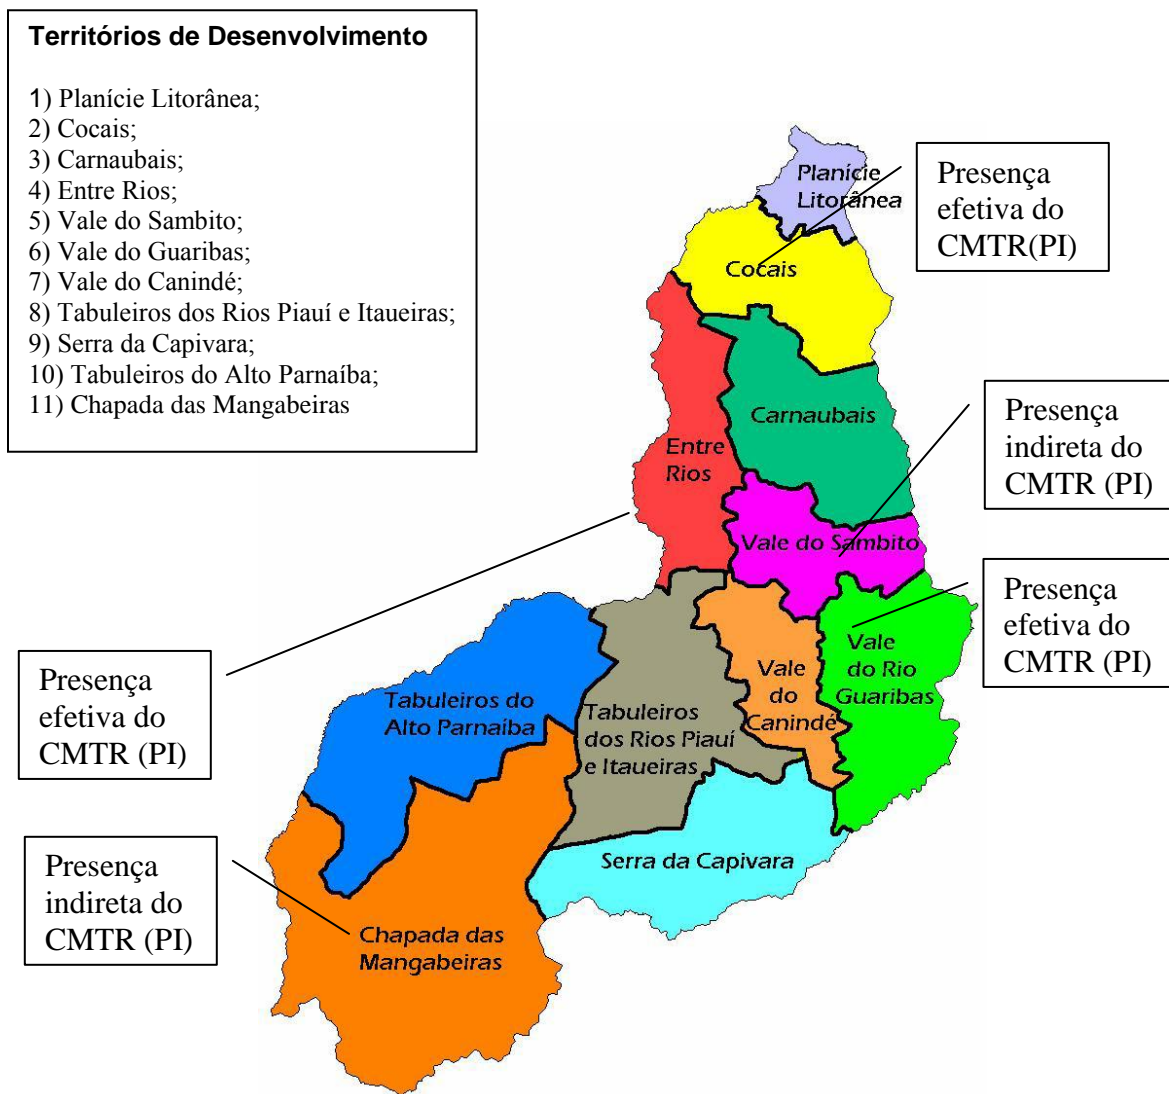 Territórios de Desenvolvimento
1) Planície Litorânea;
2) Cocais;
3) Carnaubais;
4) Entre Rios;
5) Vale do Sambito;
6) Vale do Guaribas;
7) Vale do Canindé;
8) Tabuleiros dos Rios Piauí e Itaueiras;
9) Serra da Capivara;
10) Tabuleiros do Alto Parnaíba;
11) Chapada das Mangabeiras
Planície
Litorânea
Presença
efetiva do
CMTR(PI)
Cocais
Carnaubais
Presença
indireta do
CMTR (PI)
Entre
Rios
Vale do Sambito
Presença
efetiva do
CMTR (PI)
Vale
do Rio
Guaribas
Vale
do
Canindé
Presença
efetiva do
CMTR (PI)
Tabuleiros do
Alto Parnaíba
Tabuleiros
dos Rios Piauí
e Itaueiras
Serra da Capivara
Presença
indireta do
CMTR (PI)
Chapada das
Mangabeiras